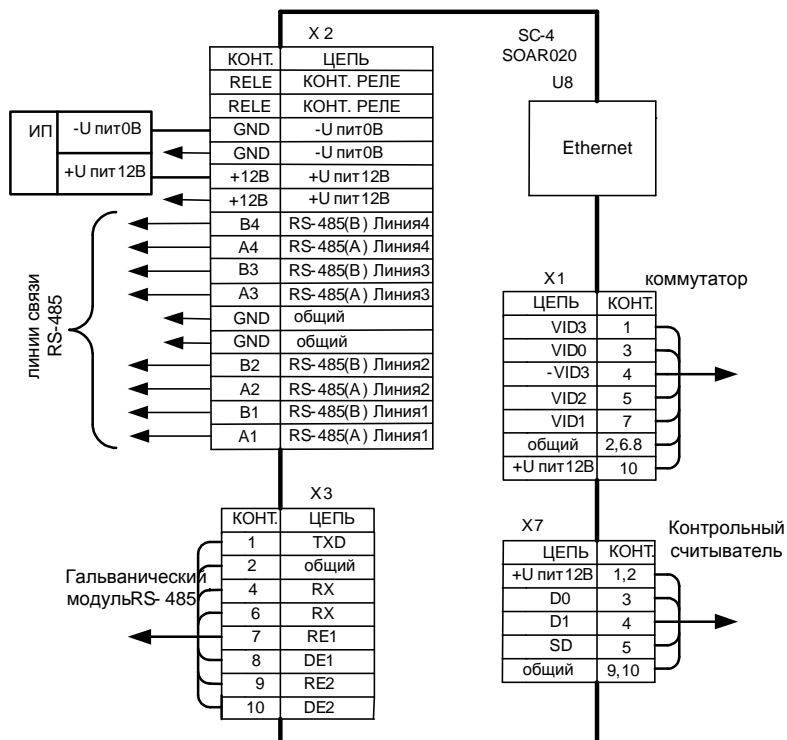 X 2
КОНТ. ЦЕПЬ
RELE КОНТ. РЕЛЕ
RELE КОНТ. РЕЛЕ
GND -U пит0В
GND -U пит0В
+12В +U пит12В
+12В +U пит12В
B4 RS-485(B) Линия4
A4 RS-485(A) Линия4
B3 RS-485(B) Линия3
A3 RS-485(A) Линия3
GND общий
GND общий
B2 RS-485(B) Линия2
A2 RS-485(A) Линия2
B1 RS-485(B) Линия1
A1 RS-485(A) Линия1
ИП
-U пит0В
+U пит12В
линии связи
RS-485
X3
КОНТ. ЦЕПЬ
1 TXD
2 общий
4 RX
6 RX
7 RE1
8 DE1
9 RE2
10 DE2
Гальванический
модульRS- 485
SC-4
SOAR020
U8
Ethernet
X1
коммутатор
ЦЕПЬ КОНТ.
VID3 1
VID0 3
-VID3 4
VID2 5
VID1 7
общий 2,6.8
+U пит12В 10
X7
Контрольный
считыватель
ЦЕПЬ КОНТ.
+U пит12В 1,2
D0 3
D1 4
SD 5
общий 9,10